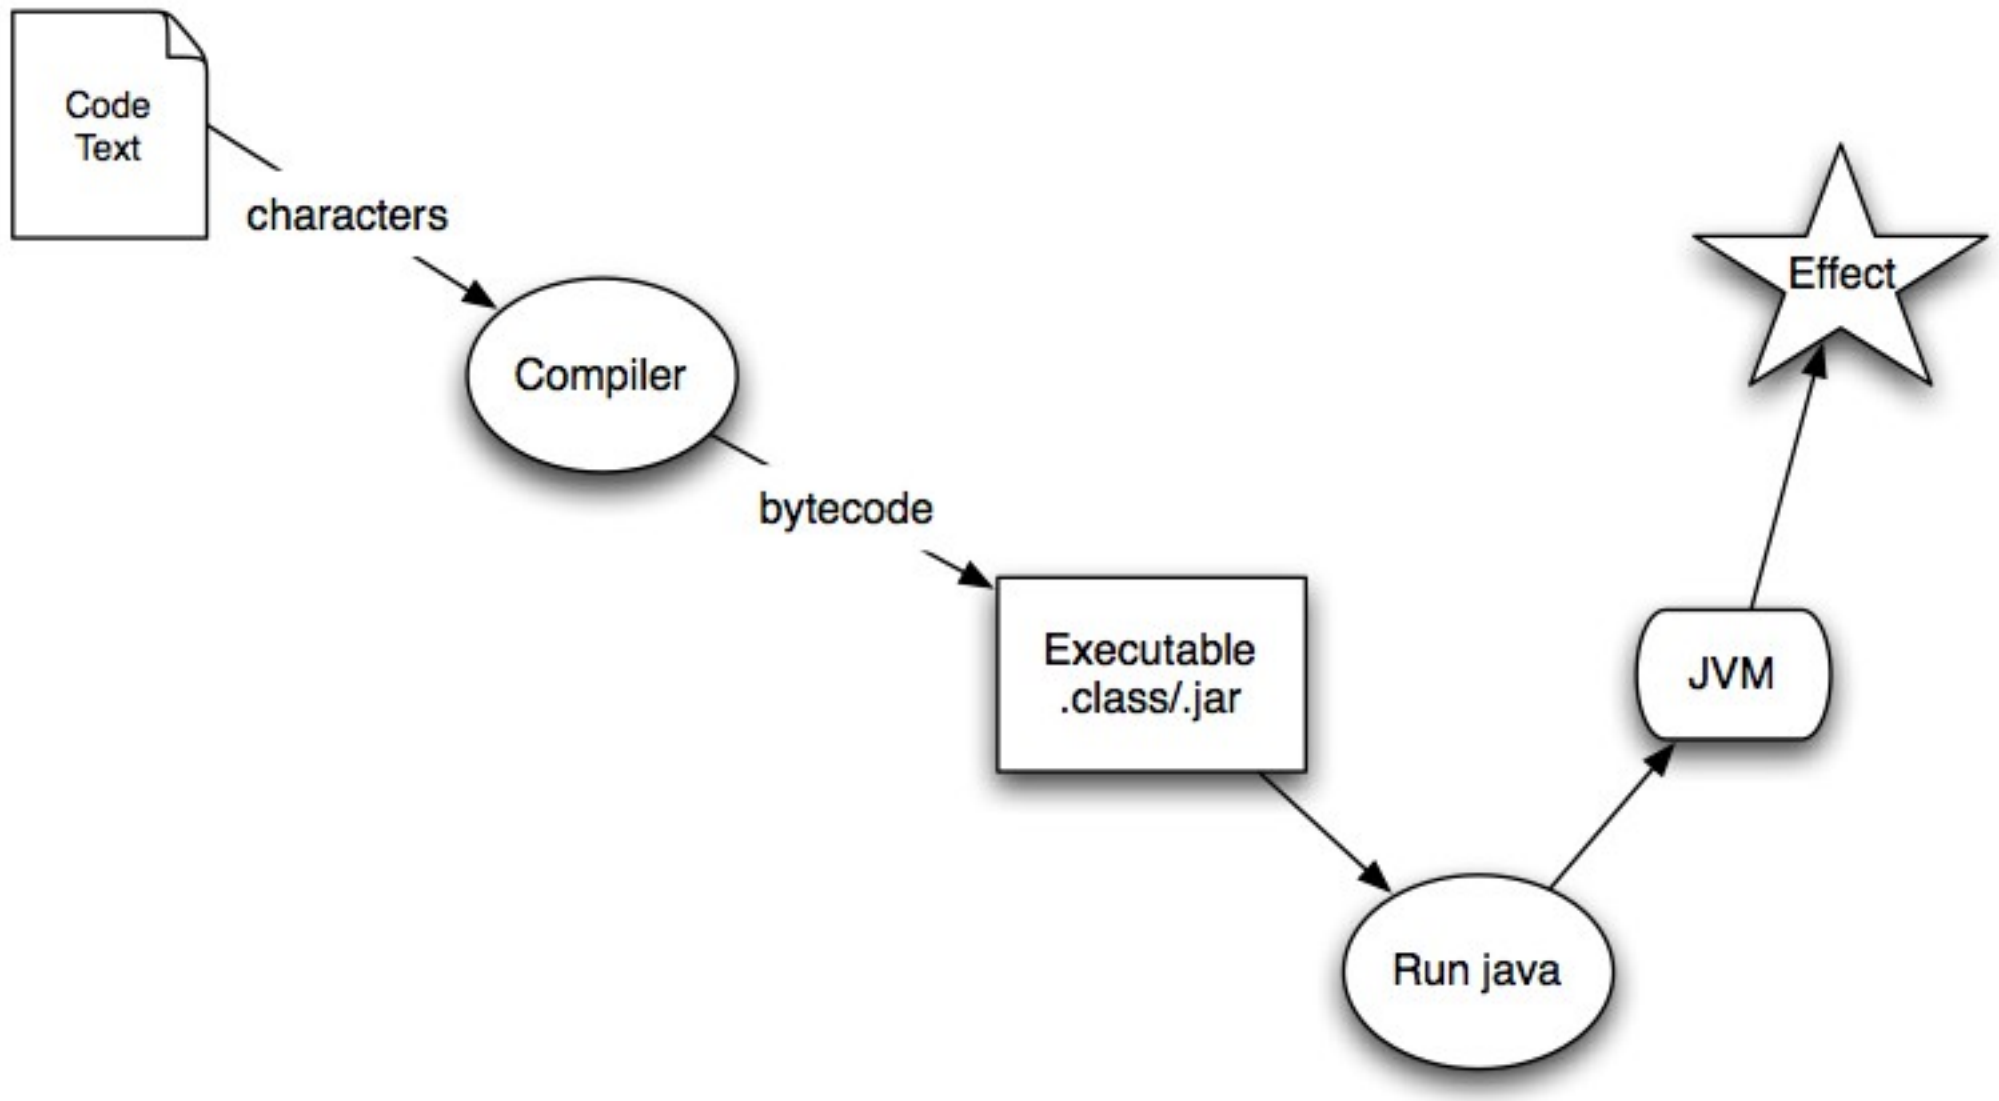 Code
Text
characters
Compiler
bytecode
Executable
.class/.jar
Run java
JVM
Effect